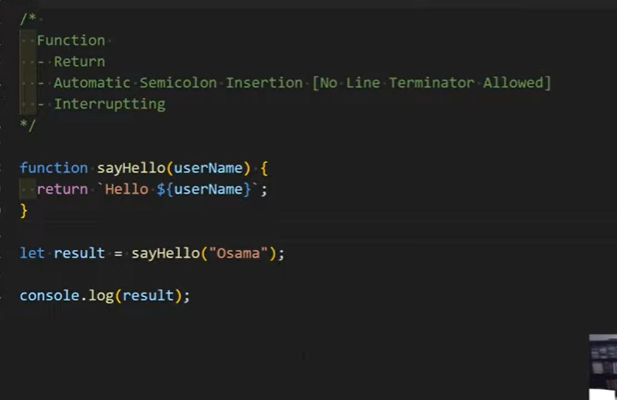 /*
Function
- Return
- Automatic Semicolon Insertion [No Line Terminator Allowed]
- Interruptting
*/
function sayHello(userName) {
return `Hello ${userName}`;
}
let result = sayHello("Osama");
console.log(result);